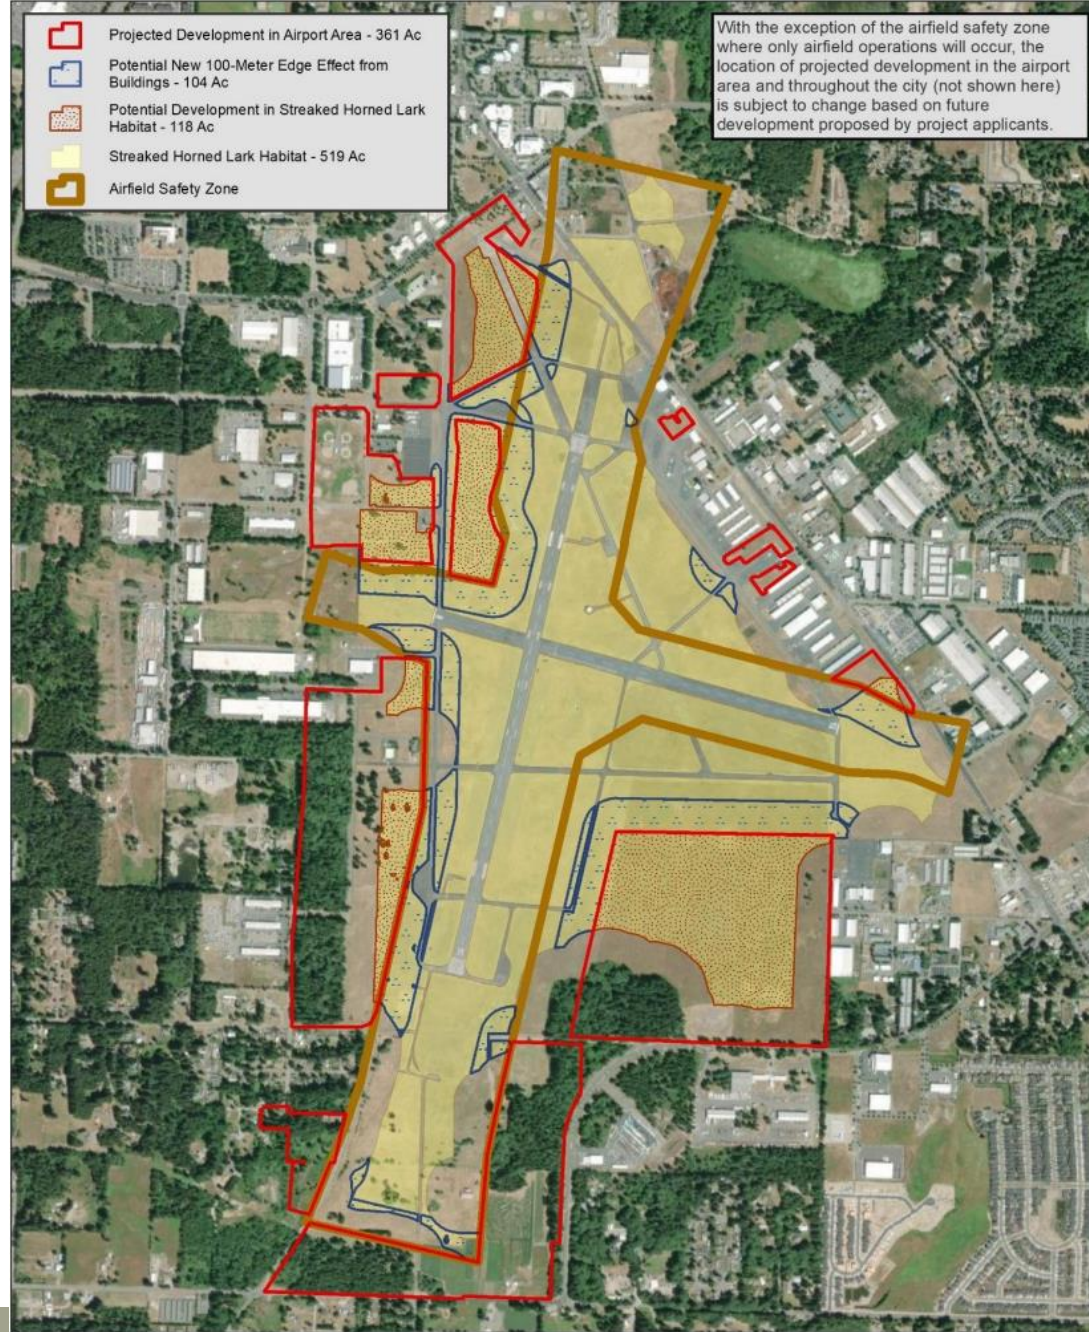 Projected Development in Airport Area - 361 Ac
Potential New 100-Meter Edge Effect from
Buildings - 104 Ac
Potential Development in Streaked Horned Lark
Habitat - 118 Ac
Streaked Horned Lark Habitat - 519 Ac
Airfield Safety Zone
With the exception of the airfield safety zone
where only airfield operations will occur, the
location of projected development in the airport
area and throughout the city (not shown here)
is subject to change based on future
development proposed by project applicants.